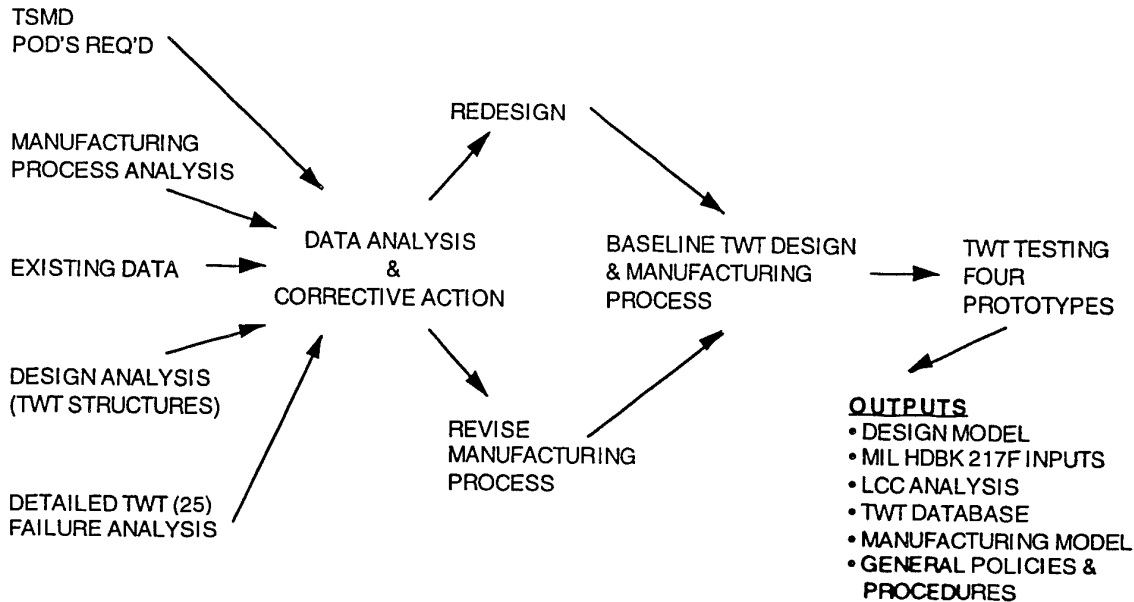 TSMD
POD'S REQ'D
MANUFACTURING
PROCESS ANALYSIS
EXISTING DATA
DESIGN ANALYSIS
(TWT STRUCTURES)
DETAILED TWT (25)
FAILURE ANALYSIS
DATA ANALYSIS
&
CORRECTIVE ACTION
REDESIGN
REVISE
MANUFACTURING
PROCESS
BASELINE TWT DESIGN
& MANUFACTURING
PROCESS
TWT TESTING
FOUR
PROTOTYPES
OUTPUTS
• DESIGN MODEL
• MIL HDBK 217F INPUTS
• LCC ANALYSIS
• TWT DATABASE
• MANUFACTURING MODEL
• GENERAL POLICIES &
PROCEDURES